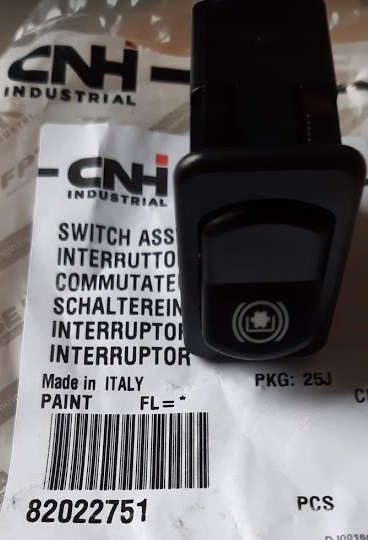 CNH
INDUSTRIAL
CNH
INDUSTRIAL
SWITCH ASS
INTERRUTTO
COMMUTATE
SCHALTEREIN
INTERRUPTOR
INTERRUPTOR
Made in ITALY
PKG: 25J
PAINT FL=*
82022751
PCS